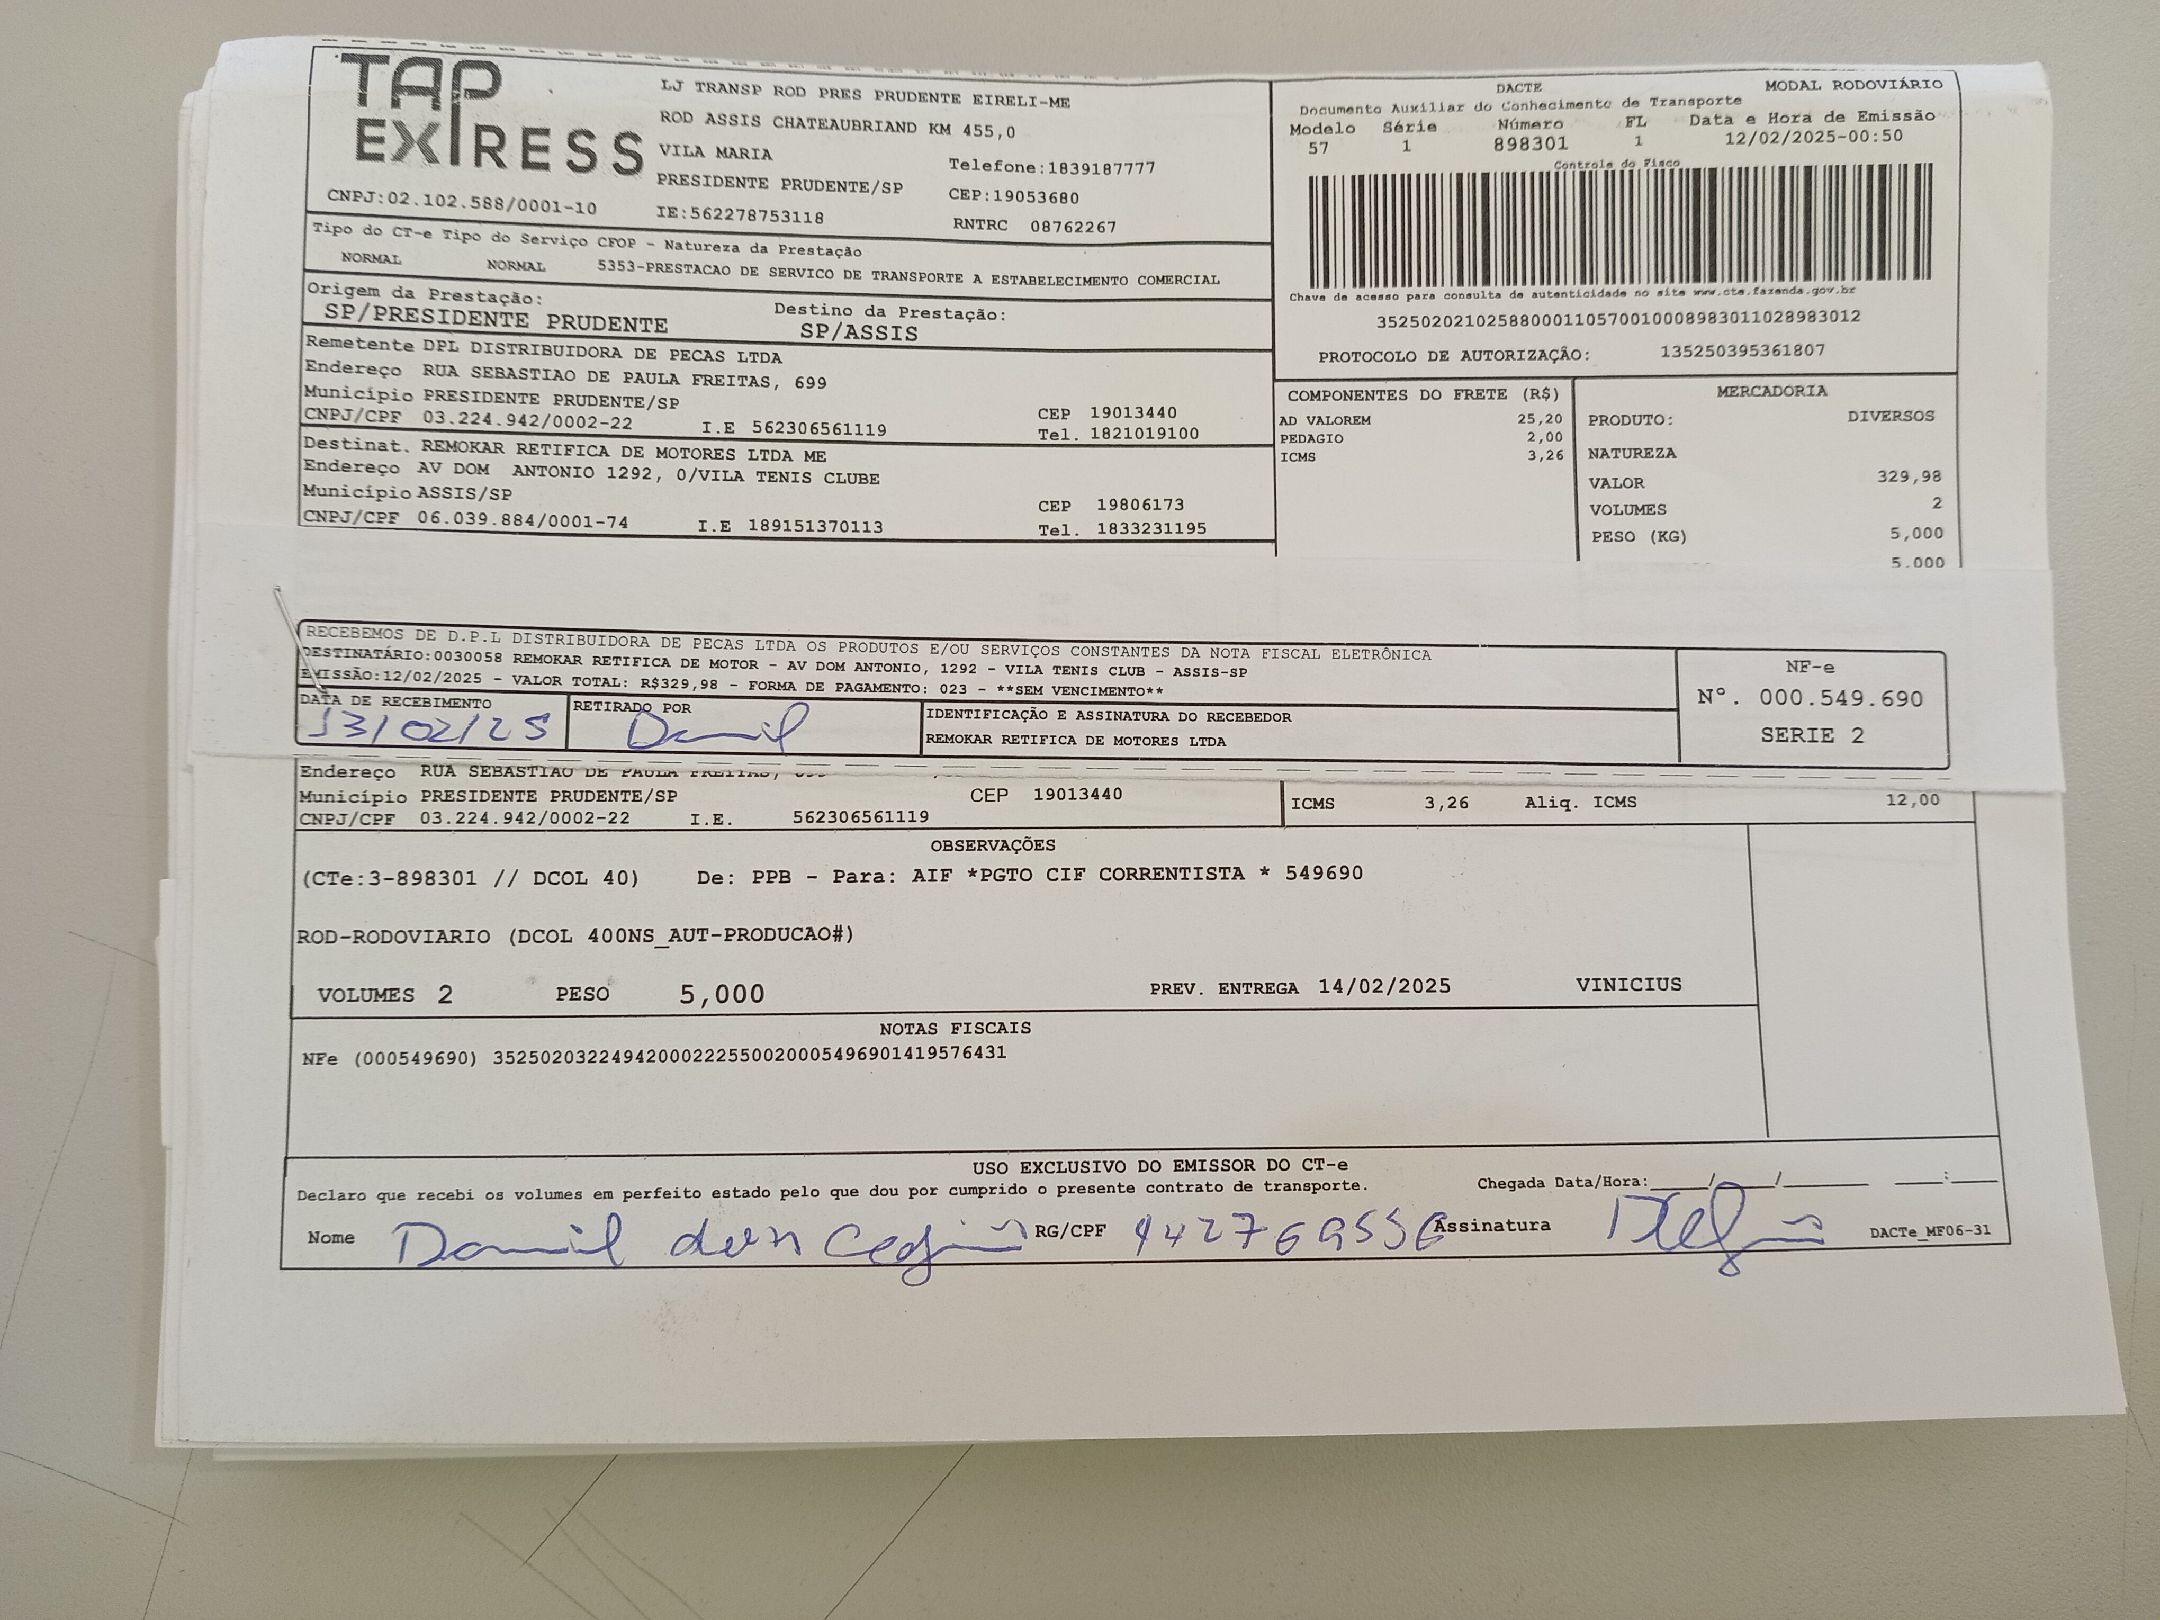 TAP EXPRESS
LJ TRANSP ROD PRES PRUDENTE EIRELI-ME
ROD ASSIS CHATEAUBRIAND KM 455,0
VILA MARIA
Telefone:1839187777
PRESIDENTE PRUDENTE/SP
CEP:19053680
CNPJ:02.102.588/0001-10
IE:562278753118
RNTRC 08762267
Tipo do CT-e Tipo do Serviço CFOP - Natureza da Prestação
NORMAL NORMAL 5353-PRESTACAO DE SERVICO DE TRANSPORTE A ESTABELECIMENTO COMERCIAL
Origem da Prestação: Destino da Prestação:
SP/PRESIDENTE PRUDENTE SP/ASSIS
Remetente DPL DISTRIBUIDORA DE PECAS LTDA
Endereço RUA SEBASTIAO DE PAULA FREITAS, 699
Município PRESIDENTE PRUDENTE/SP CEP 19013440
CNPJ/CPF 03.224.942/0002-22 I.E 562306561119 Tel. 1821019100
Destinat. REMOKAR RETIFICA DE MOTORES LTDA ME
Endereço AV DOM ANTONIO 1292, 0/VILA TENIS CLUBE
Município ASSIS/SP CEP 19806173
CNPJ/CPF 06.039.884/0001-74 I.E 189151370113 Tel. 1833231195
DACTE MODAL RODOVIÁRIO
Documento Auxiliar do Conhecimento de Transporte
Modelo Série Número FL Data e Hora de Emissão
57 1 898301 1 12/02/2025-00:50
Controle do Fisco
Chave de acesso para consulta de autenticidade no site www.cte.fazenda.gov.br
35250202102588000110570010008983011028983012
PROTOCOLO DE AUTORIZAÇÃO: 135250395361807
COMPONENTES DO FRETE (R$)
AD VALOREM 25,20
PEDAGIO 2,00
ICMS 3,26
MERCADORIA
PRODUTO: DIVERSOS
NATUREZA
VALOR 329,98
VOLUMES 2
PESO (KG) 5,000
5.000
RECEBEMOS DE D.P.L DISTRIBUIDORA DE PECAS LTDA OS PRODUTOS E/OU SERVIÇOS CONSTANTES DA NOTA FISCAL ELETRÔNICA
DESTINATÁRIO:0030058 REMOKAR RETIFICA DE MOTOR - AV DOM ANTONIO, 1292 - VILA TENIS CLUB - ASSIS-SP
EMISSÃO:12/02/2025 - VALOR TOTAL: R$329,98 - FORMA DE PAGAMENTO: 023 - **SEM VENCIMENTO**
DATA DE RECEBIMENTO RETIRADO POR IDENTIFICAÇÃO E ASSINATURA DO RECEBEDOR
13/02/25 Danil REMOKAR RETIFICA DE MOTORES LTDA
NF-e
Nº. 000.549.690
SERIE 2
Endereço RUA SEBASTIAO DE PAULA FREITAS,
Município PRESIDENTE PRUDENTE/SP CEP 19013440
CNPJ/CPF 03.224.942/0002-22 I.E. 562306561119
ICMS 3,26 Aliq. ICMS 12,00
OBSERVAÇÕES
(CTe:3-898301 // DCOL 40) De: PPB - Para: AIF *PGTO CIF CORRENTISTA * 549690
ROD-RODOVIARIO (DCOL 400NS_AUT-PRODUCAO#)
VOLUMES 2 PESO 5,000 PREV. ENTREGA 14/02/2025 VINICIUS
NOTAS FISCAIS
NFe (000549690) 35250203224942000222550020005496901419576431
USO EXCLUSIVO DO EMISSOR DO CT-e
Declaro que recebi os volumes em perfeito estado pelo que dou por cumprido o presente contrato de transporte. Chegada Data/Hora:____/____/______ ___:___
Nome Danil RG/CPF 442769556 Assinatura DACTe_MF06-31